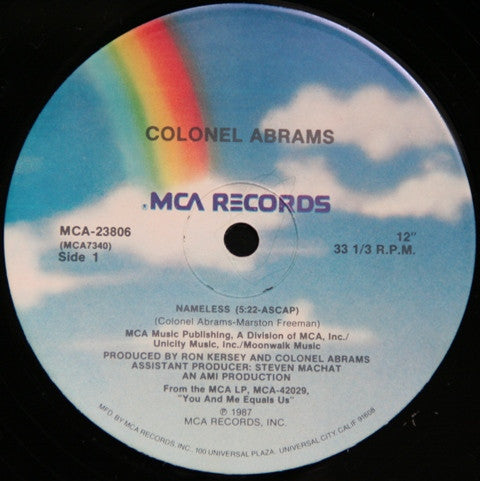 COLONEL ABRAMS
MCA RECORDS
MCA-23806
(MCA7340)
Side 1
12"
33 1/3 R.P.M.
NAMELESS (5:22-ASCAP)
(Colonel Abrams-Marston Freeman)
MCA Music Publishing, A Division of MCA, Inc./
Unicity Music, Inc./Moonwalk Music
PRODUCED BY RON KERSEY AND COLONEL ABRAMS
ASSISTANT PRODUCER: STEVEN MACHAT
AN AMI PRODUCTION
From the MCA LP, MCA-42029,
"You And Me Equals Us"
℗ 1987
MCA RECORDS, INC.
MFD. BY MCA RECORDS, INC., 100 UNIVERSAL PLAZA, UNIVERSAL CITY, CALIF. 91608